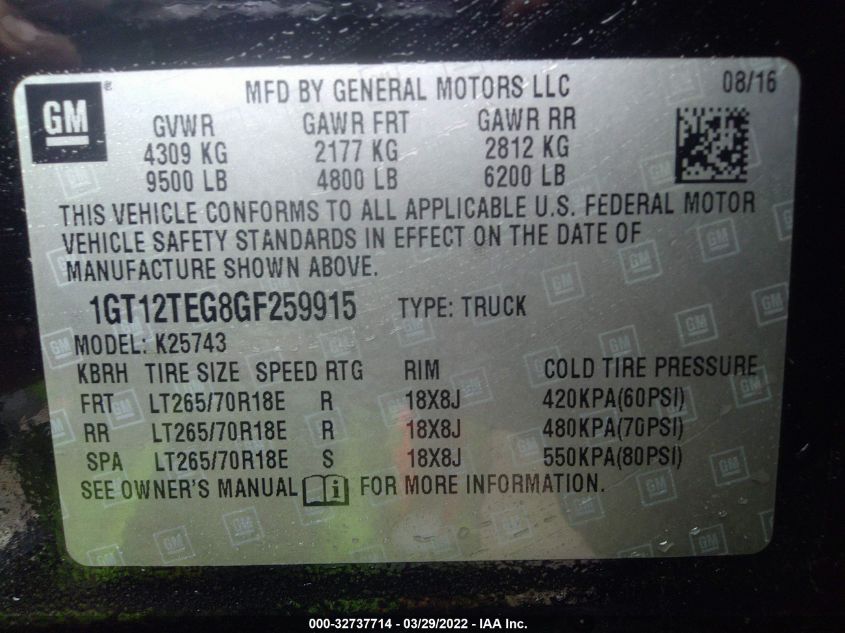 GM
MFD BY GENERAL MOTORS LLC 08/16
GVWR GAWR FRT GAWR RR
4309 KG 2177 KG 2812 KG
9500 LB 4800 LB 6200 LB
THIS VEHICLE CONFORMS TO ALL APPLICABLE U.S. FEDERAL MOTOR
VEHICLE SAFETY STANDARDS IN EFFECT ON THE DATE OF
MANUFACTURE SHOWN ABOVE.
1GT12TEG8GF259915 TYPE: TRUCK
MODEL: K25743
KBRH TIRE SIZE SPEED RTG RIM COLD TIRE PRESSURE
FRT LT265/70R18E R 18X8J 420KPA(60PSI)
RR LT265/70R18E R 18X8J 480KPA(70PSI)
SPA LT265/70R18E S 18X8J 550KPA(80PSI)
SEE OWNER'S MANUAL i FOR MORE INFORMATION.
000-32737714 - 03/29/2022 - IAA Inc.